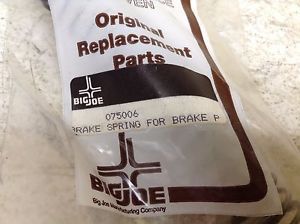 Original
Replacement
Parts
BIG JOE
075006
BRAKE SPRING FOR BRAKE P
BIG JOE
Big Joe Manufacturing Company